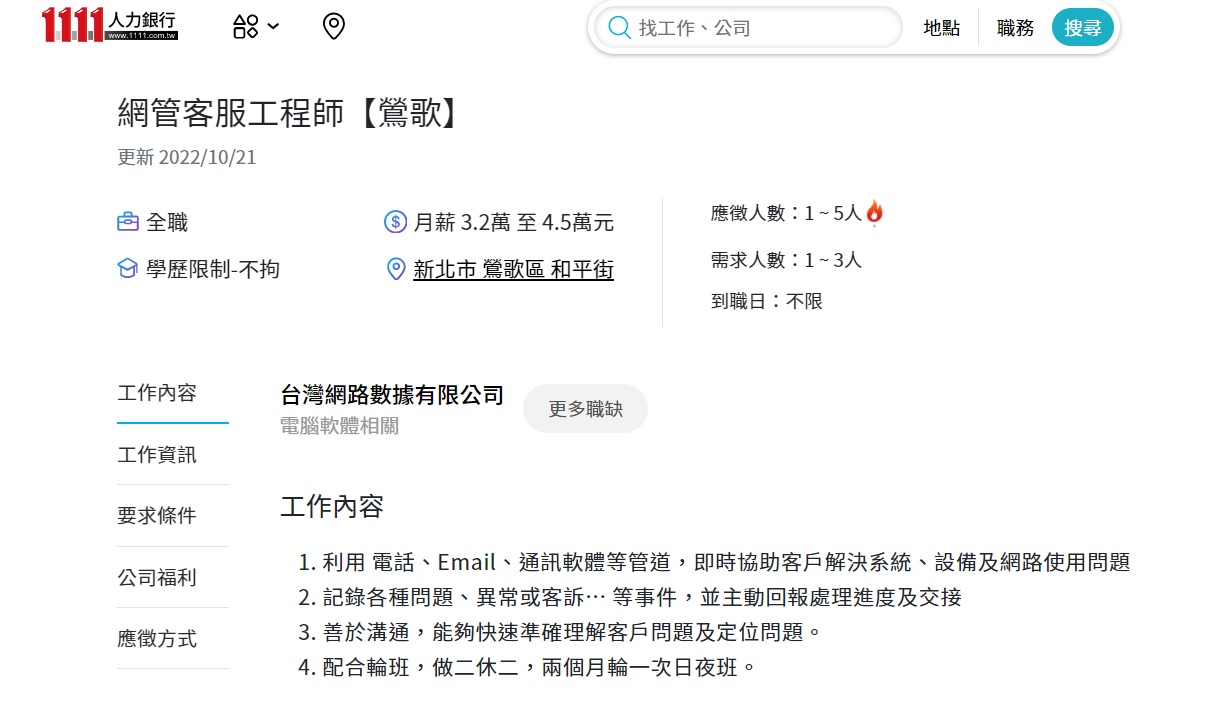 1111 人力銀行
www.1111.com.tw
找工作、公司
地點
職務
搜尋
網管客服工程師【鶯歌】
更新 2022/10/21
全職
月薪 3.2萬 至 4.5萬元
學歷限制-不拘
新北市 鶯歌區 和平街
應徵人數：1 ~ 5人
需求人數：1 ~ 3人
到職日：不限
工作內容
工作資訊
要求條件
公司福利
應徵方式
台灣網路數據有限公司
電腦軟體相關
更多職缺
工作內容
1. 利用 電話、Email、通訊軟體等管道，即時協助客戶解決系統、設備及網路使用問題
2. 記錄各種問題、異常或客訴… 等事件，並主動回報處理進度及交接
3. 善於溝通，能夠快速準確理解客戶問題及定位問題。
4. 配合輪班，做二休二，兩個月輪一次日夜班。